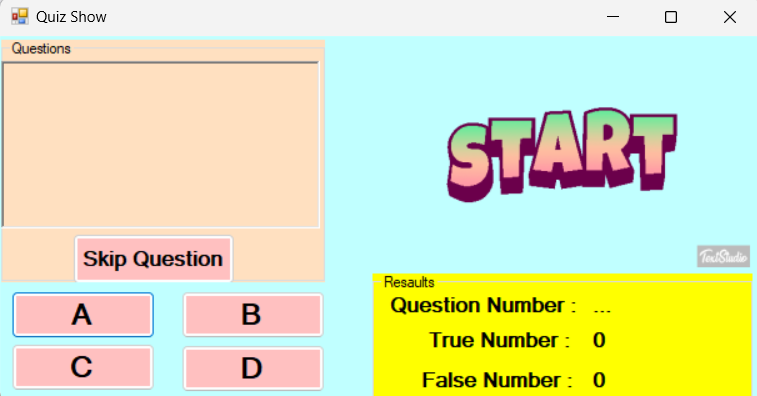 Quiz Show
Questions
START
Skip Question
TextStudio
Resaults
A
B
Question Number : ...
True Number : 0
C
D
False Number : 0